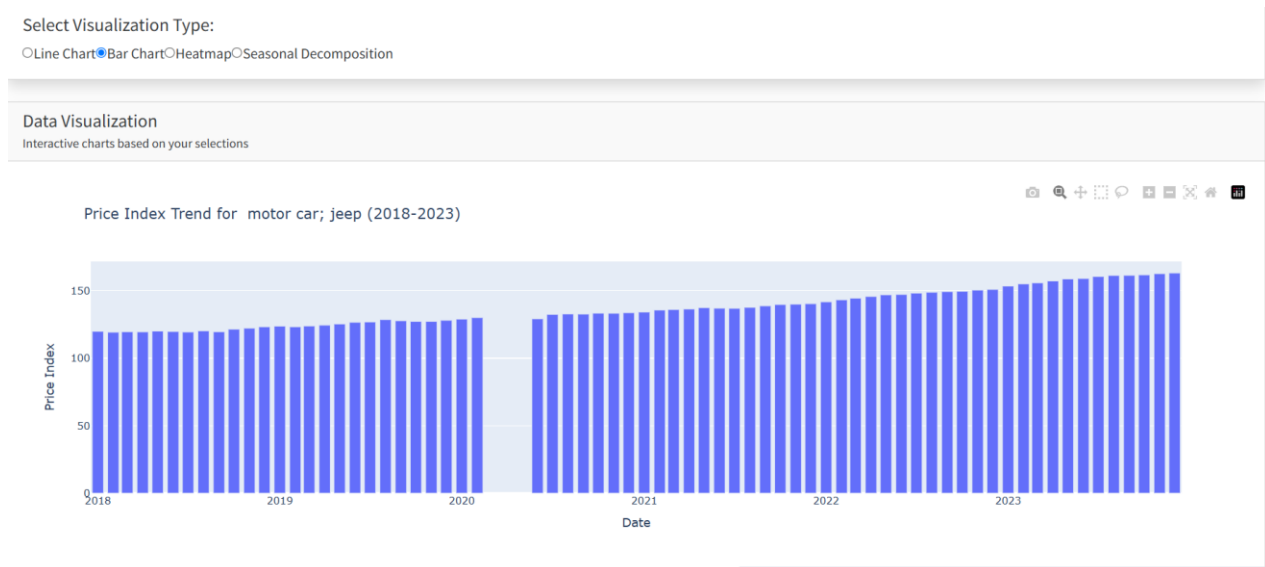 Select Visualization Type:
Line Chart Bar Chart Heatmap Seasonal Decomposition
Data Visualization
Interactive charts based on your selections
Price Index Trend for motor car; jeep (2018-2023)
150
100
50
0
Price Index
2018 2019 2020 2021 2022 2023
Date